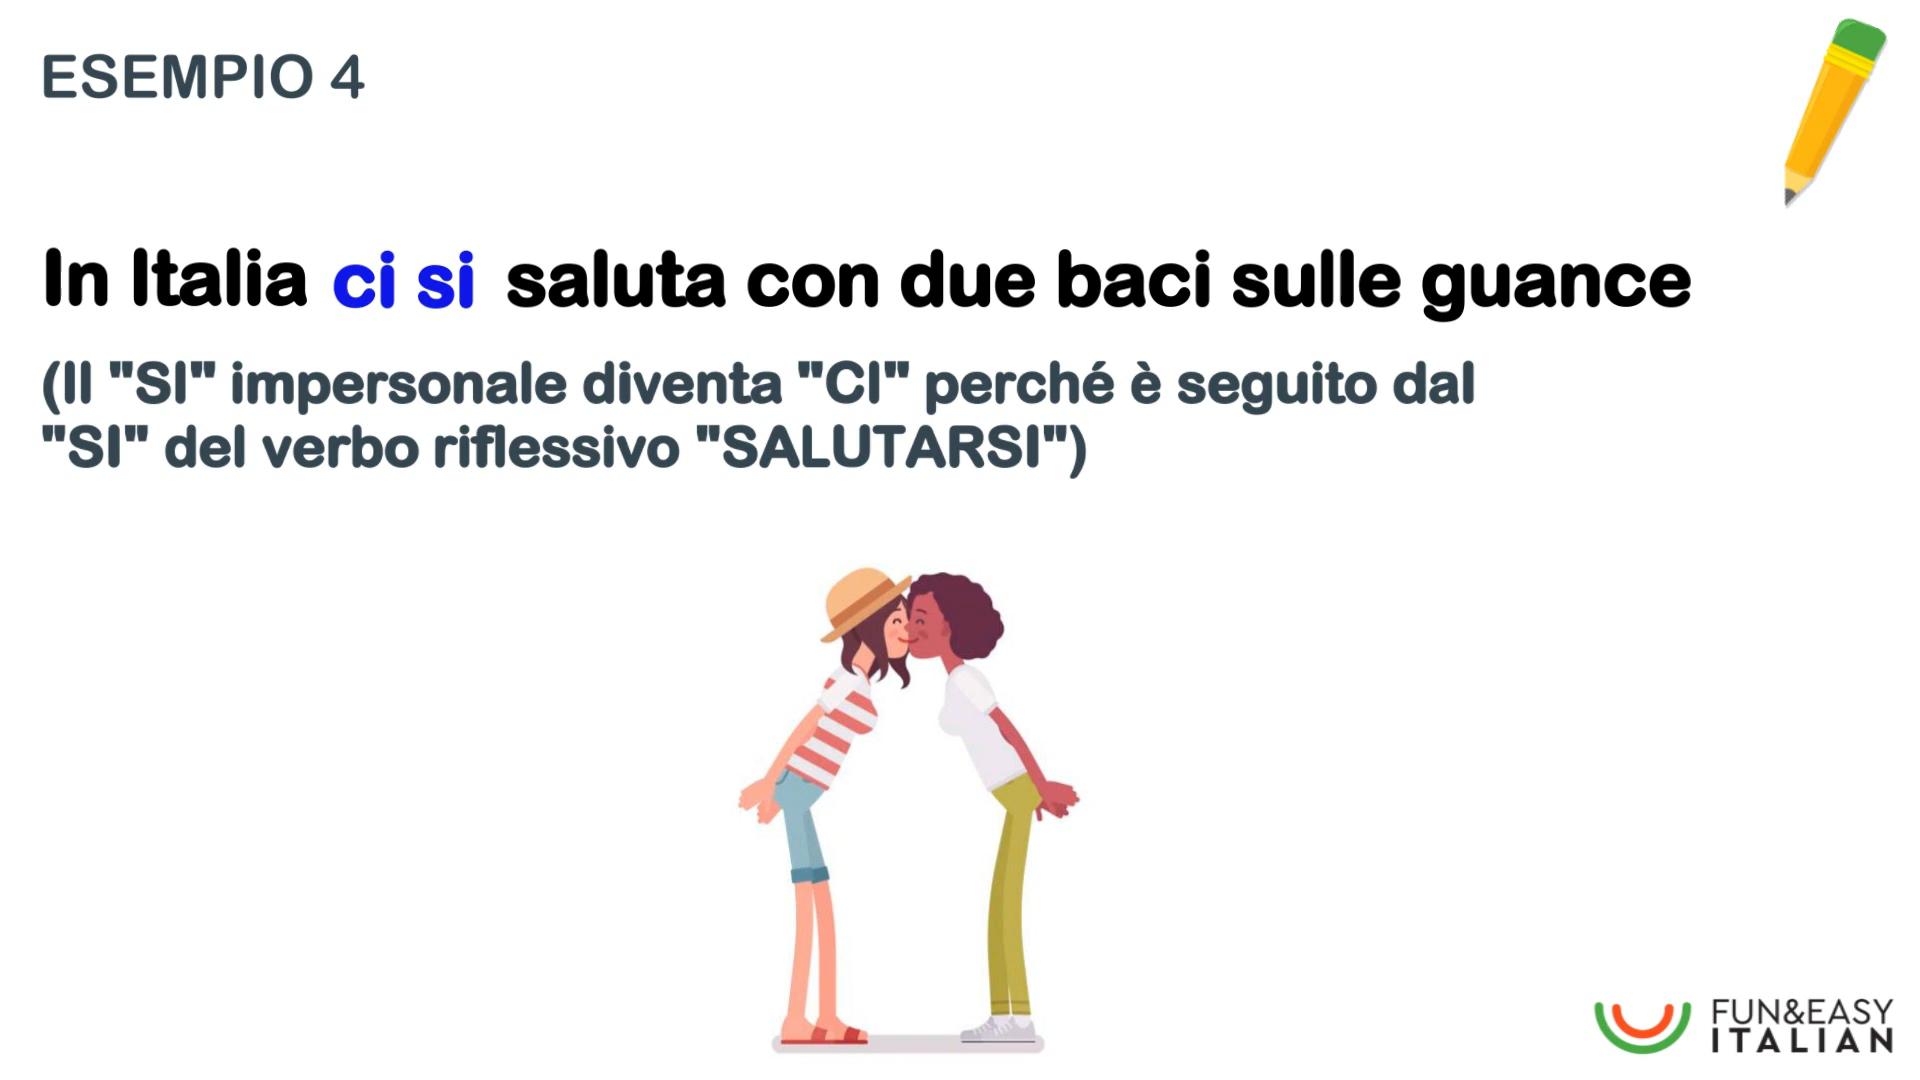 ESEMPIO 4
In Italia ci si saluta con due baci sulle guance
(Il "SI" impersonale diventa "CI" perché è seguito dal
"SI" del verbo riflessivo "SALUTARSI")
FUN&EASY
ITALIAN